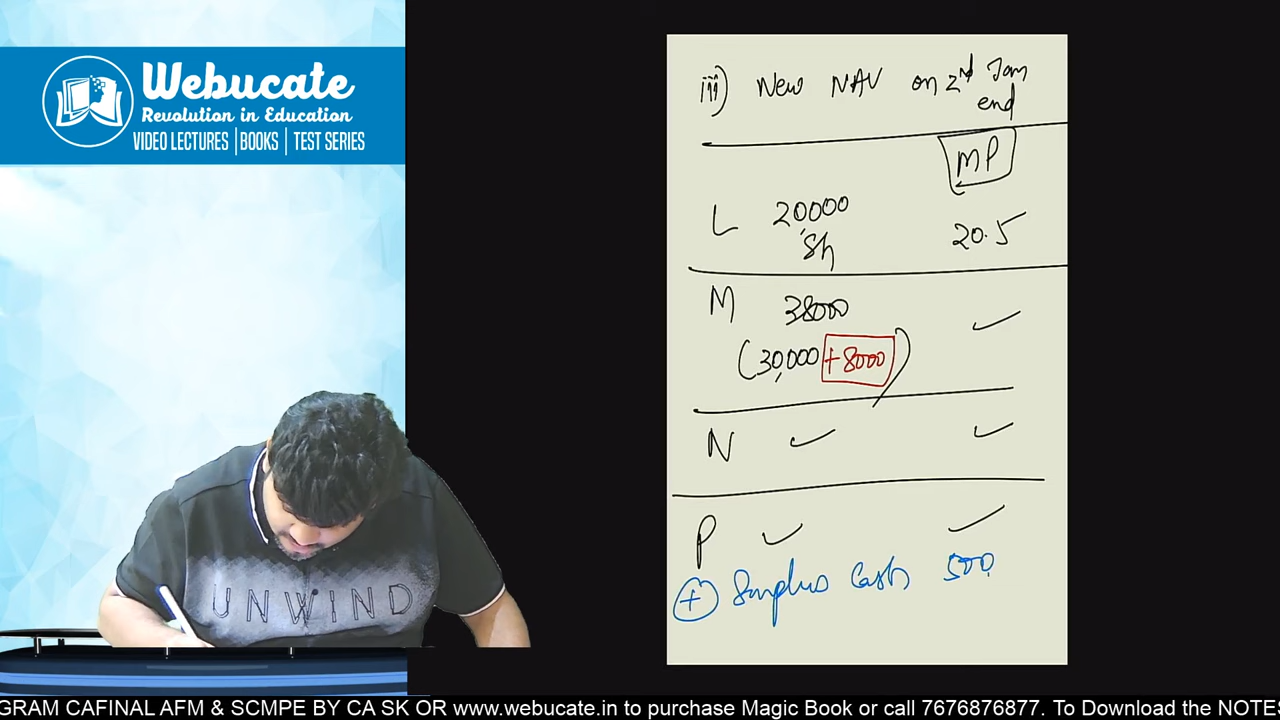 Webucate
Revolution in Education
VIDEO LECTURES | BOOKS | TEST SERIES
iii) New NAV on 2nd Jan
end
MP
L 20,000 20.5
Sh
M 38000 ✓
(30,000 +8000)
N ✓ ✓
P ✓ ✓
(+) Surplus Cash 500
UNWIND
GRAM CAFINAL AFM & SCMPE BY CA SK OR www.webucate.in to purchase Magic Book or call 7676876877. To Download the NOTES